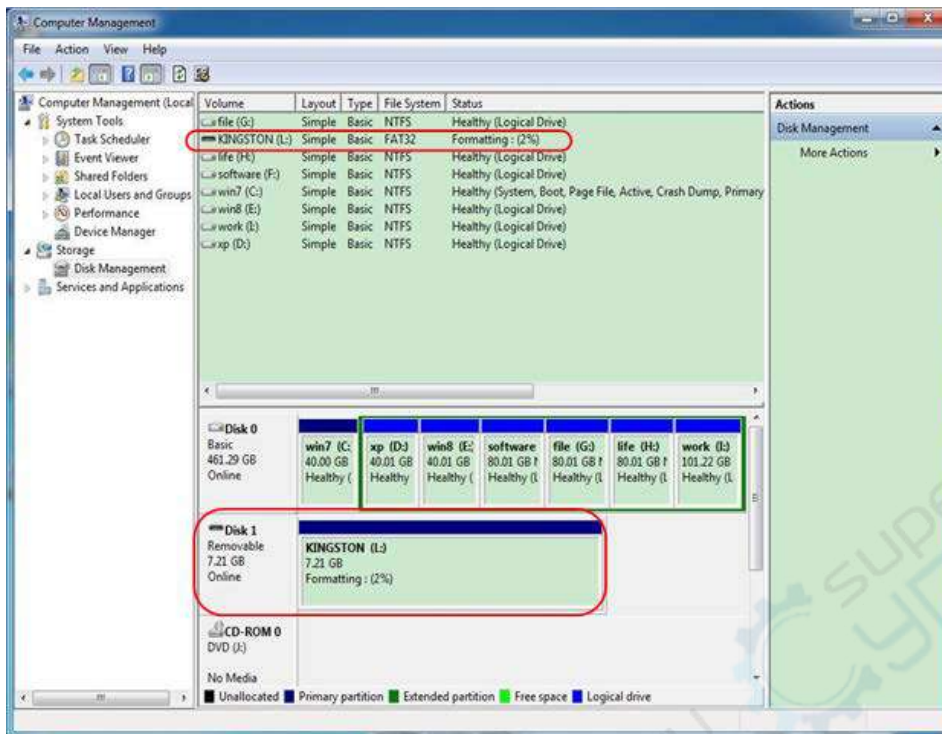 Computer Management
File Action View Help
Computer Management (Local
System Tools
Task Scheduler
Event Viewer
Shared Folders
Local Users and Groups
Performance
Device Manager
Storage
Disk Management
Services and Applications
Volume Layout Type File System Status
file (G:) Simple Basic NTFS Healthy (Logical Drive)
KINGSTON (L:) Simple Basic FAT32 Formatting : (2%)
life (H:) Simple Basic NTFS Healthy (Logical Drive)
software (F:) Simple Basic NTFS Healthy (Logical Drive)
win7 (C:) Simple Basic NTFS Healthy (System, Boot, Page File, Active, Crash Dump, Primary
win8 (E:) Simple Basic NTFS Healthy (Logical Drive)
work (I:) Simple Basic NTFS Healthy (Logical Drive)
xp (D:) Simple Basic NTFS Healthy (Logical Drive)
Actions
Disk Management
More Actions
Disk 0
Basic
461.29 GB
Online
win7 (C: xp (D:) win8 (E: software file (G:) life (H:) work (I:)
40.00 GB 40.01 GB 40.01 GB 80.01 GB 80.01 GB 80.01 GB 101.22 GB
Healthy ( Healthy Healthy ( Healthy (L Healthy (L Healthy (L Healthy (L
Disk 1
Removable
7.21 GB
Online
KINGSTON (L:)
7.21 GB
Formatting : (2%)
CD-ROM 0
DVD (J:)
No Media
Unallocated Primary partition Extended partition Free space Logical drive